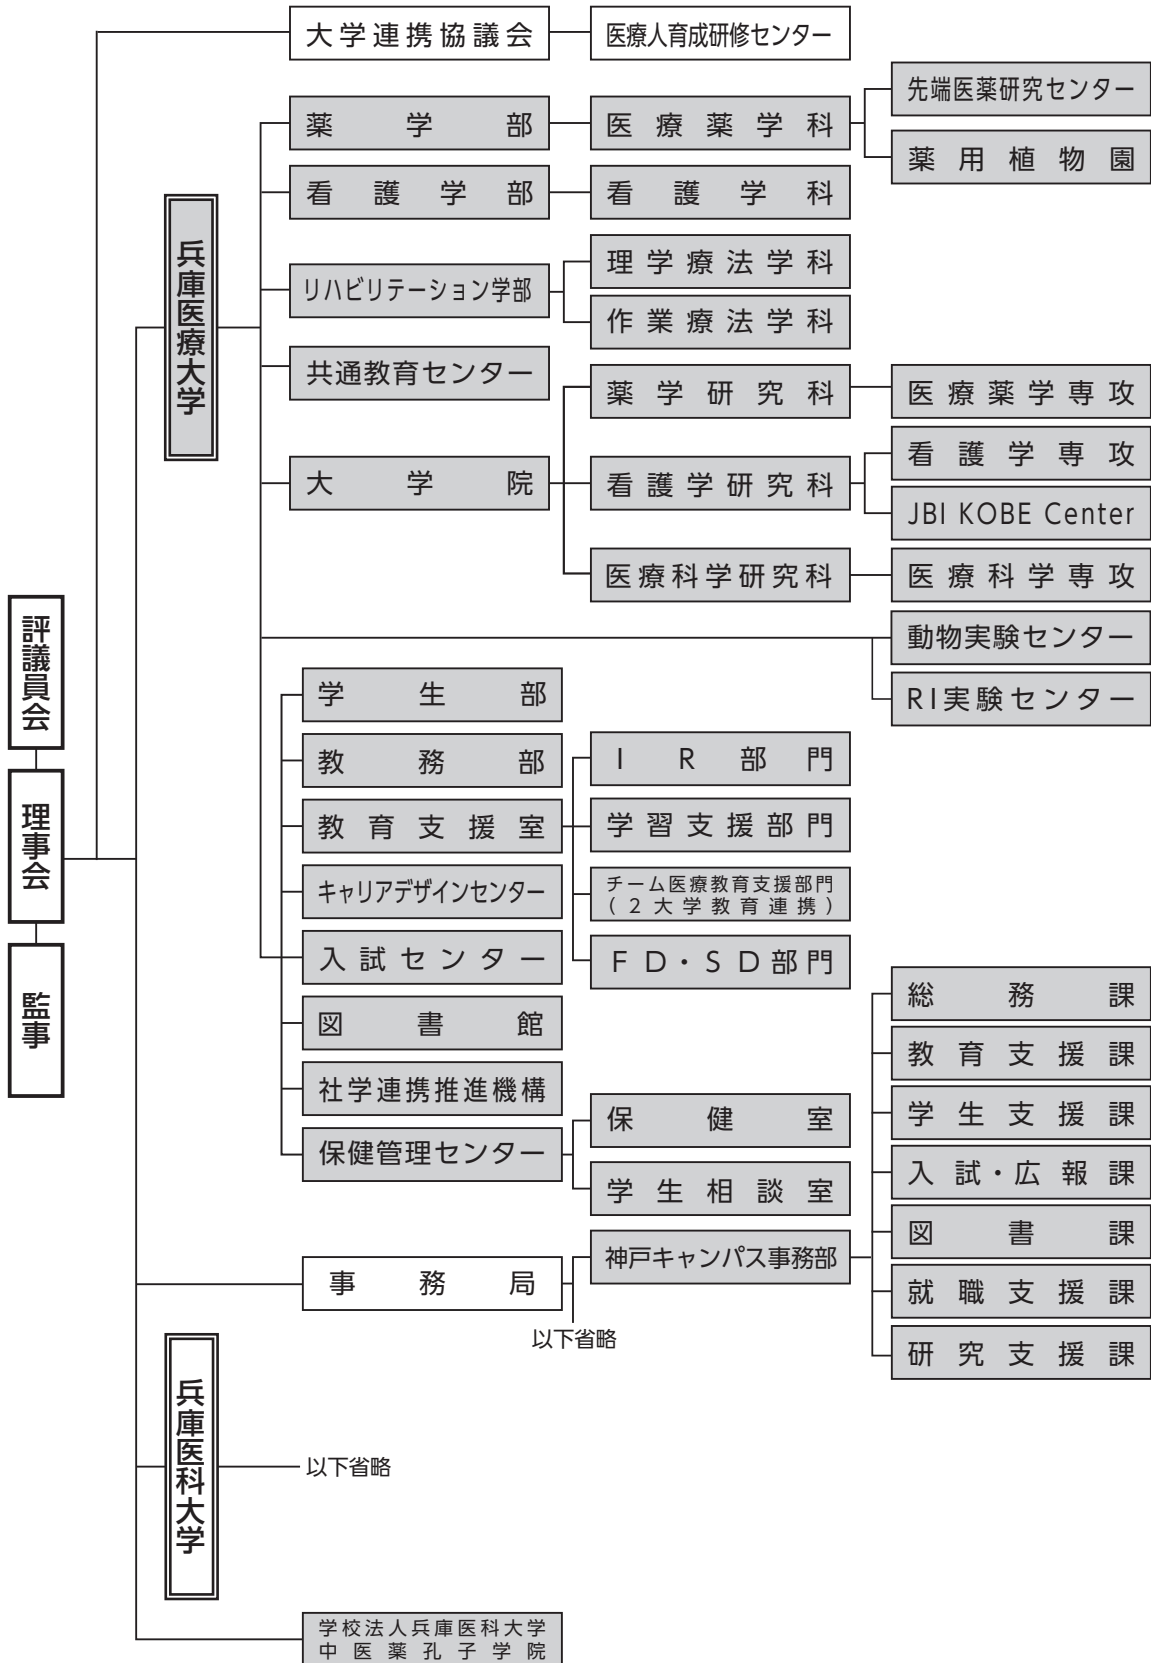 大学連携協議会
医療人育成研修センター
先端医薬研究センター
薬学部
医療薬学科
薬用植物園
看護学部
看護学科
兵庫医療大学
リハビリテーション学部
理学療法学科
作業療法学科
共通教育センター
薬学研究科
医療薬学専攻
大学院
看護学研究科
看護学専攻
JBI KOBE Center
医療科学研究科
医療科学専攻
評議員会
理事会
監事
動物実験センター
RI実験センター
学生部
教務部
教育支援室
キャリアデザインセンター
入試センター
図書館
社学連携推進機構
保健管理センター
IR部門
学習支援部門
チーム医療教育支援部門
(2大学教育連携)
FD・SD部門
保健室
学生相談室
事務局
神戸キャンパス事務部
以下省略
総務課
教育支援課
学生支援課
入試・広報課
図書課
就職支援課
研究支援課
兵庫医科大学
以下省略
学校法人兵庫医科大学
中医薬孔子学院